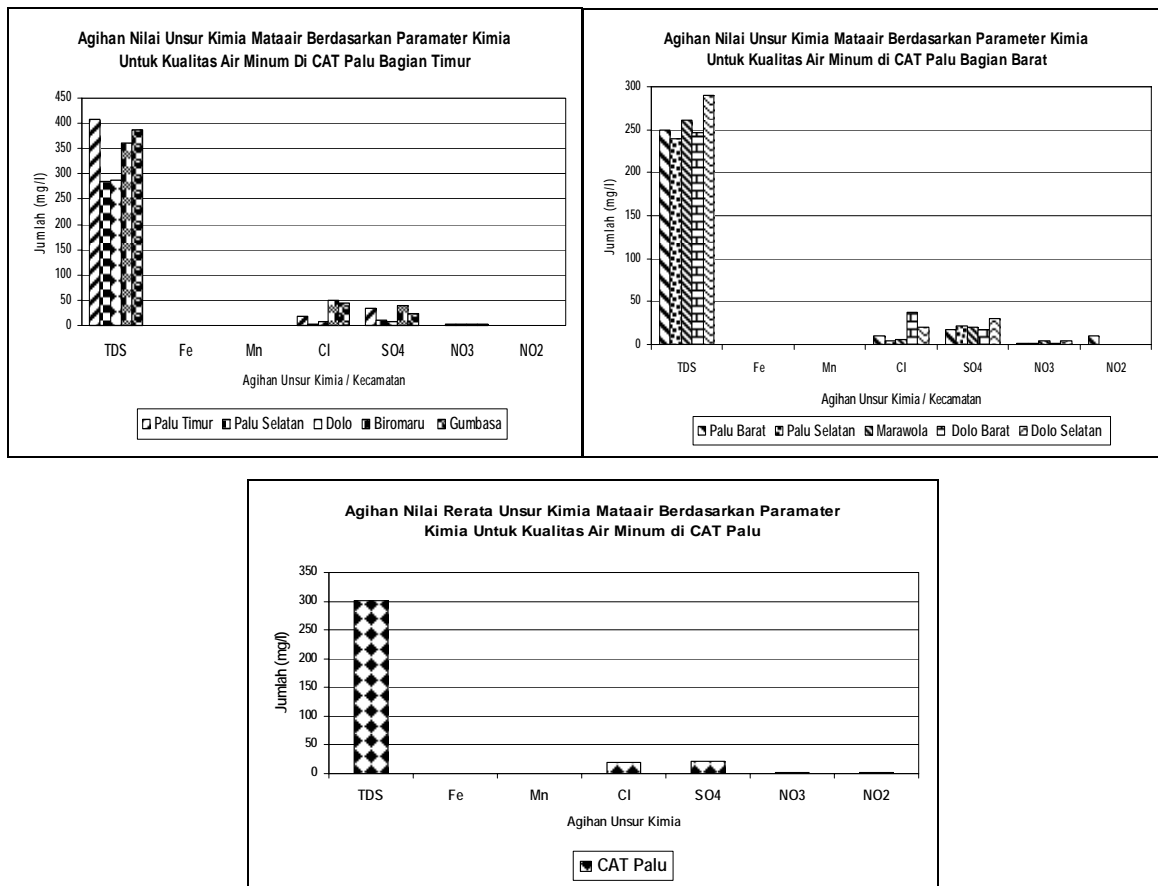 Agihan Nilai Unsur Kimia Mataair Berdasarkan Paramater Kimia
Untuk Kualitas Air Minum Di CAT Palu Bagian Timur
Jumlah (mg/l)
450
400
350
300
250
200
150
100
50
0
TDS Fe Mn Cl SO4 NO3 NO2
Agihan Unsur Kimia / Kecamatan
Palu Timur Palu Selatan Dolo Biromaru Gumbasa
Agihan Nilai Unsur Kimia Mataair Berdasarkan Parameter Kimia
Untuk Kualitas Air Minum di CAT Palu Bagian Barat
Jumlah (mg/l)
300
250
200
150
100
50
0
TDS Fe Mn Cl SO4 NO3 NO2
Agihan Unsur Kimia / Kecamatan
Palu Barat Palu Selatan Marawola Dolo Barat Dolo Selatan
Agihan Nilai Rerata Unsur Kimia Mataair Berdasarkan Paramater
Kimia Untuk Kualitas Air Minum di CAT Palu
Jumlah (mg/l)
350
300
250
200
150
100
50
0
TDS Fe Mn Cl SO4 NO3 NO2
Agihan Unsur Kimia
CAT Palu